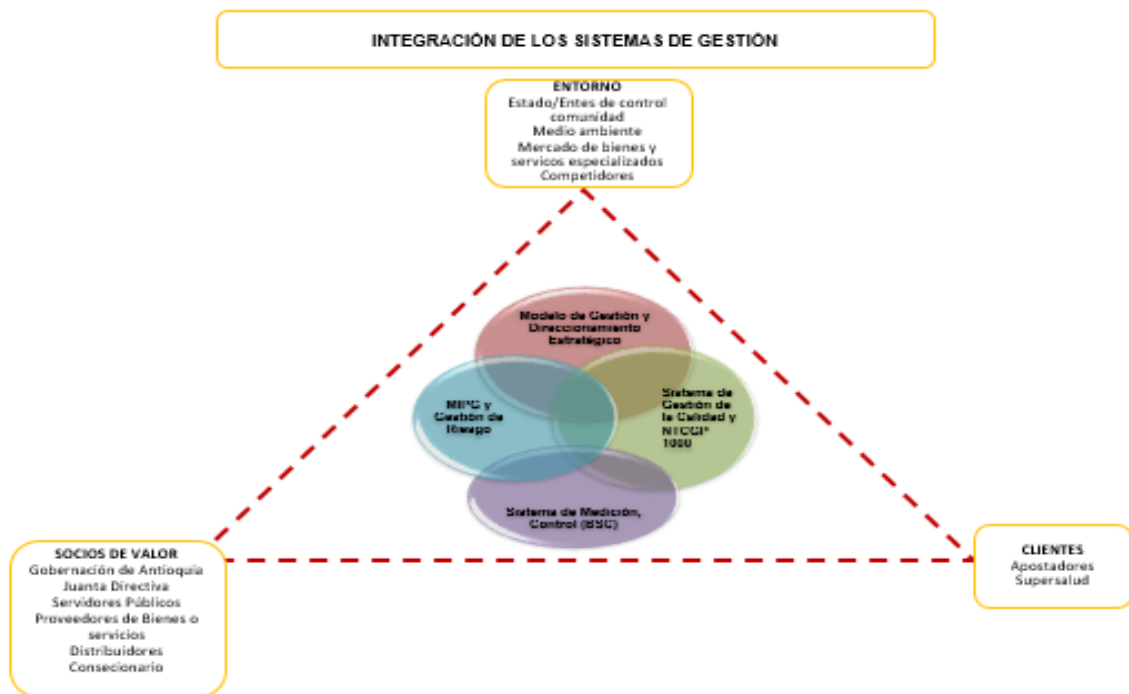 INTEGRACIÓN DE LOS SISTEMAS DE GESTIÓN
ENTORNO
Estado/Entes de control
comunidad
Medio ambiente
Mercado de bienes y
servicos especializados
Competidores
Modelo de Gestión y
Direccionamiento
Estratégico
MIPG y
Gestión de
Riesgo
Sistema de
Gestión de
la Calidad y
NTCGP
1000
Sistema de Medición,
Control (BSC)
SOCIOS DE VALOR
Gobernación de Antioquia
Juanta Directiva
Servidores Públicos
Proveedores de Bienes o
servicios
Distribuidores
Consecionario
CLIENTES
Apostadores
Supersalud